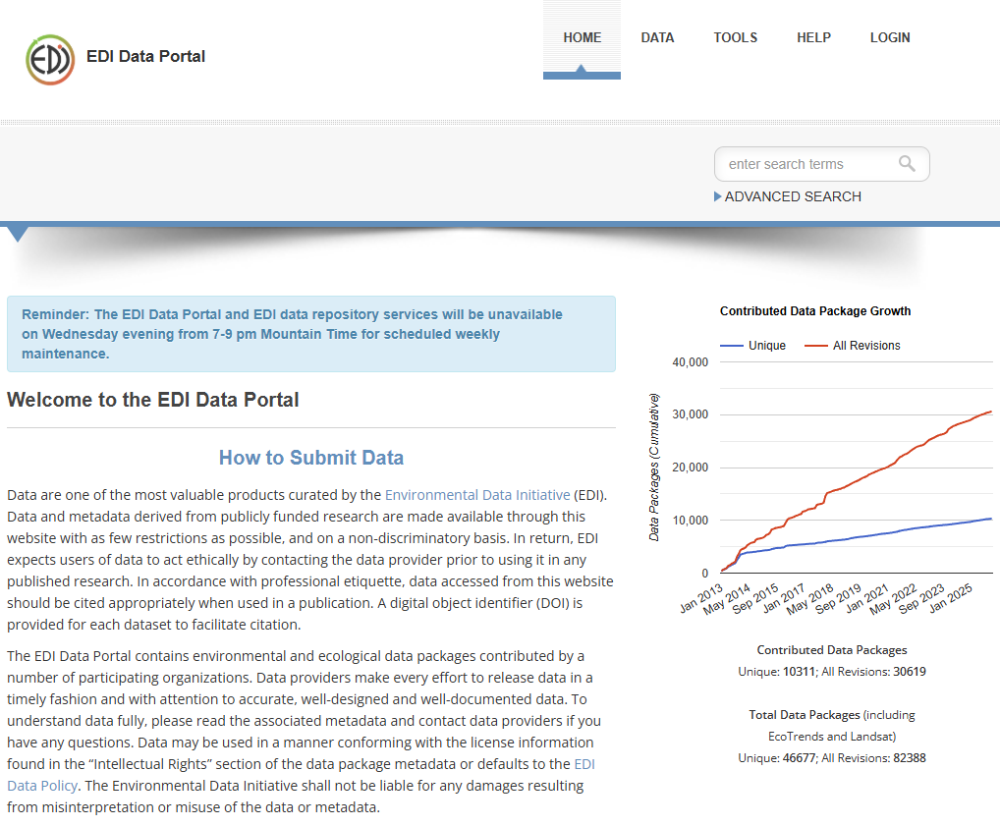 EDI
EDI Data Portal
HOME
DATA
TOOLS
HELP
LOGIN
enter search terms
ADVANCED SEARCH
Reminder: The EDI Data Portal and EDI data repository services will be unavailable
on Wednesday evening from 7-9 pm Mountain Time for scheduled weekly
maintenance.
Welcome to the EDI Data Portal
How to Submit Data
Data are one of the most valuable products curated by the Environmental Data Initiative (EDI).
Data and metadata derived from publicly funded research are made available through this
website with as few restrictions as possible, and on a non-discriminatory basis. In return, EDI
expects users of data to act ethically by contacting the data provider prior to using it in any
published research. In accordance with professional etiquette, data accessed from this website
should be cited appropriately when used in a publication. A digital object identifier (DOI) is
provided for each dataset to facilitate citation.
The EDI Data Portal contains environmental and ecological data packages contributed by a
number of participating organizations. Data providers make every effort to release data in a
timely fashion and with attention to accurate, well-designed and well-documented data. To
understand data fully, please read the associated metadata and contact data providers if you
have any questions. Data may be used in a manner conforming with the license information
found in the “Intellectual Rights” section of the data package metadata or defaults to the EDI
Data Policy. The Environmental Data Initiative shall not be liable for any damages resulting
from misinterpretation or misuse of the data or metadata.
Contributed Data Package Growth
Unique
All Revisions
Data Packages (Cumulative)
40,000
30,000
20,000
10,000
0
Jan 2013
May 2014
Sep 2015
Jan 2017
May 2018
Sep 2019
Jan 2021
May 2022
Sep 2023
Jan 2025
Contributed Data Packages
Unique: 10311; All Revisions: 30619
Total Data Packages (including
EcoTrends and Landsat)
Unique: 46677; All Revisions: 82388